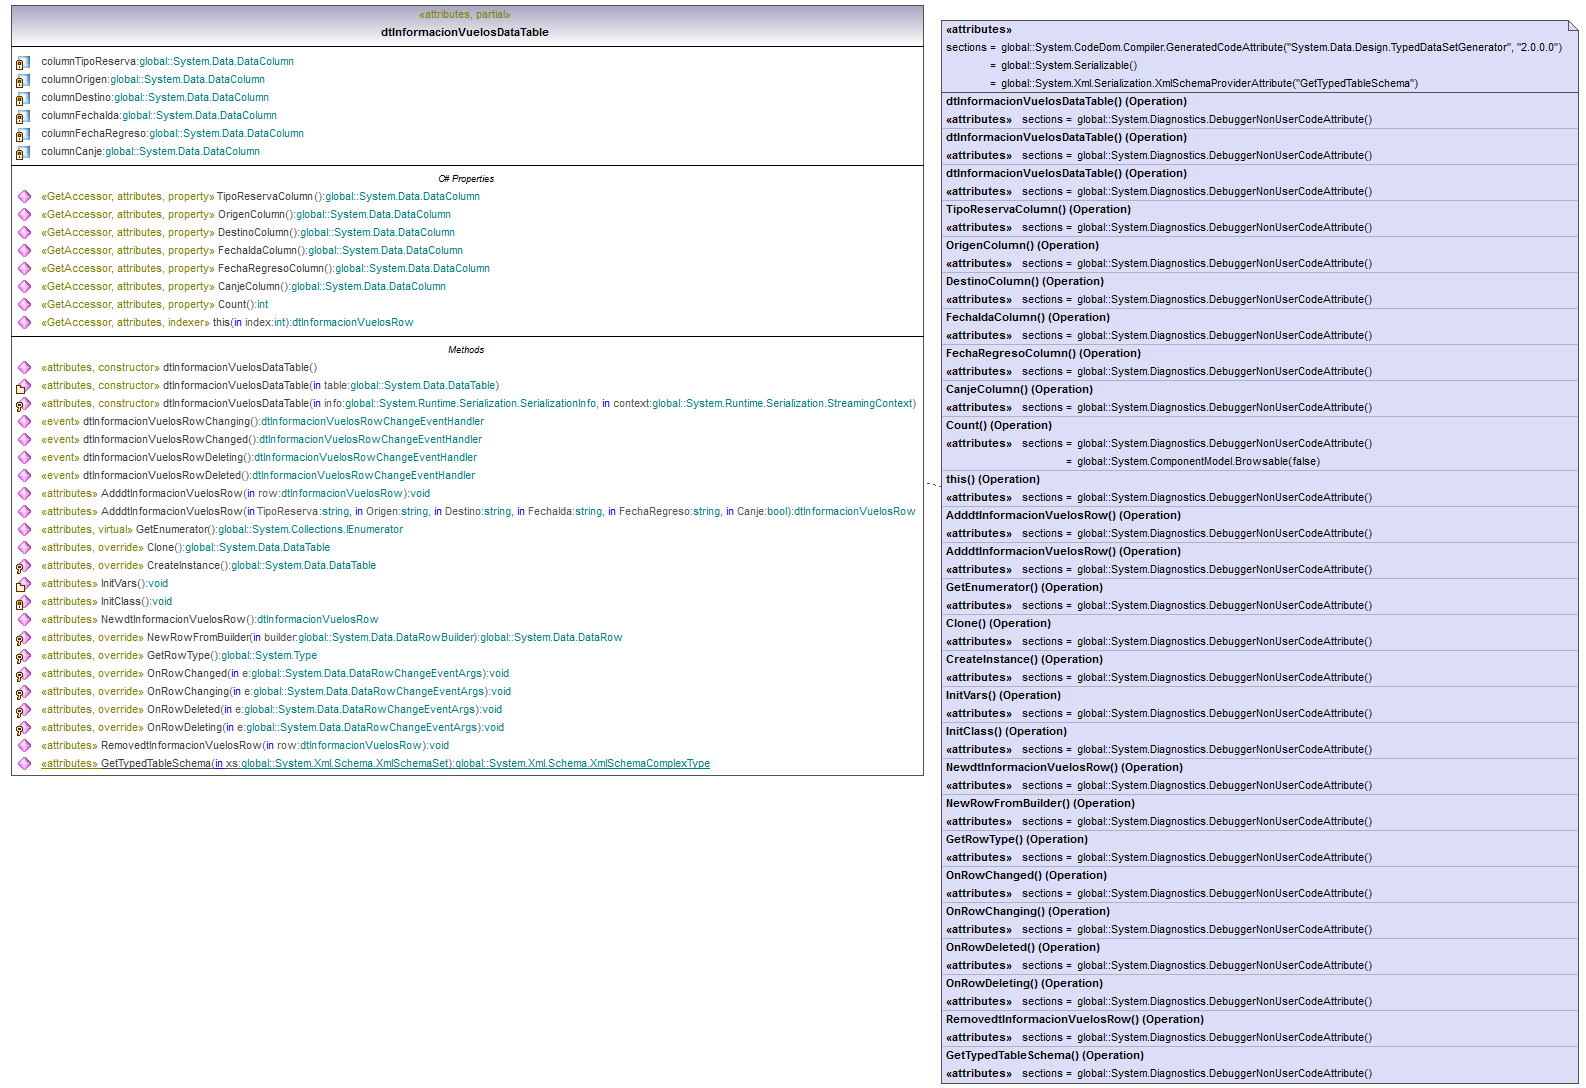 «attributes, partial»
dtInformacionVuelosDataTable
columnTipoReserva:global::System.Data.DataColumn
columnOrigen:global::System.Data.DataColumn
columnDestino:global::System.Data.DataColumn
columnFechaIda:global::System.Data.DataColumn
columnFechaRegreso:global::System.Data.DataColumn
columnCanje:global::System.Data.DataColumn
C# Properties
«GetAccessor, attributes, property» TipoReservaColumn():global::System.Data.DataColumn
«GetAccessor, attributes, property» OrigenColumn():global::System.Data.DataColumn
«GetAccessor, attributes, property» DestinoColumn():global::System.Data.DataColumn
«GetAccessor, attributes, property» FechaIdaColumn():global::System.Data.DataColumn
«GetAccessor, attributes, property» FechaRegresoColumn():global::System.Data.DataColumn
«GetAccessor, attributes, property» CanjeColumn():global::System.Data.DataColumn
«GetAccessor, attributes, property» Count():int
«GetAccessor, attributes, indexer» this(in index:int):dtInformacionVuelosRow
Methods
«attributes, constructor» dtInformacionVuelosDataTable()
«attributes, constructor» dtInformacionVuelosDataTable(in table:global::System.Data.DataTable)
«attributes, constructor» dtInformacionVuelosDataTable(in info:global::System.Runtime.Serialization.SerializationInfo, in context:global::System.Runtime.Serialization.StreamingContext)
«event» dtInformacionVuelosRowChanging():dtInformacionVuelosRowChangeEventHandler
«event» dtInformacionVuelosRowChanged():dtInformacionVuelosRowChangeEventHandler
«event» dtInformacionVuelosRowDeleting():dtInformacionVuelosRowChangeEventHandler
«event» dtInformacionVuelosRowDeleted():dtInformacionVuelosRowChangeEventHandler
«attributes» AdddtInformacionVuelosRow(in row:dtInformacionVuelosRow):void
«attributes» AdddtInformacionVuelosRow(in TipoReserva:string, in Origen:string, in Destino:string, in FechaIda:string, in FechaRegreso:string, in Canje:bool):dtInformacionVuelosRow
«attributes, virtual» GetEnumerator():global::System.Collections.IEnumerator
«attributes, override» Clone():global::System.Data.DataTable
«attributes, override» CreateInstance():global::System.Data.DataTable
«attributes» InitVars():void
«attributes» InitClass():void
«attributes» NewdtInformacionVuelosRow():dtInformacionVuelosRow
«attributes, override» NewRowFromBuilder(in builder:global::System.Data.DataRowBuilder):global::System.Data.DataRow
«attributes, override» GetRowType():global::System.Type
«attributes, override» OnRowChanged(in e:global::System.Data.DataRowChangeEventArgs):void
«attributes, override» OnRowChanging(in e:global::System.Data.DataRowChangeEventArgs):void
«attributes, override» OnRowDeleted(in e:global::System.Data.DataRowChangeEventArgs):void
«attributes, override» OnRowDeleting(in e:global::System.Data.DataRowChangeEventArgs):void
«attributes» RemovedtInformacionVuelosRow(in row:dtInformacionVuelosRow):void
«attributes» GetTypedTableSchema(in xs:global::System.Xml.Schema.XmlSchemaSet):global::System.Xml.Schema.XmlSchemaComplexType
«attributes»
sections = global::System.CodeDom.Compiler.GeneratedCodeAttribute("System.Data.Design.TypedDataSetGenerator", "2.0.0.0")
= global::System.Serializable()
= global::System.Xml.Serialization.XmlSchemaProviderAttribute("GetTypedTableSchema")
dtInformacionVuelosDataTable() (Operation)
«attributes» sections = global::System.Diagnostics.DebuggerNonUserCodeAttribute()
dtInformacionVuelosDataTable() (Operation)
«attributes» sections = global::System.Diagnostics.DebuggerNonUserCodeAttribute()
dtInformacionVuelosDataTable() (Operation)
«attributes» sections = global::System.Diagnostics.DebuggerNonUserCodeAttribute()
TipoReservaColumn() (Operation)
«attributes» sections = global::System.Diagnostics.DebuggerNonUserCodeAttribute()
OrigenColumn() (Operation)
«attributes» sections = global::System.Diagnostics.DebuggerNonUserCodeAttribute()
DestinoColumn() (Operation)
«attributes» sections = global::System.Diagnostics.DebuggerNonUserCodeAttribute()
FechaIdaColumn() (Operation)
«attributes» sections = global::System.Diagnostics.DebuggerNonUserCodeAttribute()
FechaRegresoColumn() (Operation)
«attributes» sections = global::System.Diagnostics.DebuggerNonUserCodeAttribute()
CanjeColumn() (Operation)
«attributes» sections = global::System.Diagnostics.DebuggerNonUserCodeAttribute()
Count() (Operation)
«attributes» sections = global::System.Diagnostics.DebuggerNonUserCodeAttribute()
= global::System.ComponentModel.Browsable(false)
this() (Operation)
«attributes» sections = global::System.Diagnostics.DebuggerNonUserCodeAttribute()
AdddtInformacionVuelosRow() (Operation)
«attributes» sections = global::System.Diagnostics.DebuggerNonUserCodeAttribute()
AdddtInformacionVuelosRow() (Operation)
«attributes» sections = global::System.Diagnostics.DebuggerNonUserCodeAttribute()
GetEnumerator() (Operation)
«attributes» sections = global::System.Diagnostics.DebuggerNonUserCodeAttribute()
Clone() (Operation)
«attributes» sections = global::System.Diagnostics.DebuggerNonUserCodeAttribute()
CreateInstance() (Operation)
«attributes» sections = global::System.Diagnostics.DebuggerNonUserCodeAttribute()
InitVars() (Operation)
«attributes» sections = global::System.Diagnostics.DebuggerNonUserCodeAttribute()
InitClass() (Operation)
«attributes» sections = global::System.Diagnostics.DebuggerNonUserCodeAttribute()
NewdtInformacionVuelosRow() (Operation)
«attributes» sections = global::System.Diagnostics.DebuggerNonUserCodeAttribute()
NewRowFromBuilder() (Operation)
«attributes» sections = global::System.Diagnostics.DebuggerNonUserCodeAttribute()
GetRowType() (Operation)
«attributes» sections = global::System.Diagnostics.DebuggerNonUserCodeAttribute()
OnRowChanged() (Operation)
«attributes» sections = global::System.Diagnostics.DebuggerNonUserCodeAttribute()
OnRowChanging() (Operation)
«attributes» sections = global::System.Diagnostics.DebuggerNonUserCodeAttribute()
OnRowDeleted() (Operation)
«attributes» sections = global::System.Diagnostics.DebuggerNonUserCodeAttribute()
OnRowDeleting() (Operation)
«attributes» sections = global::System.Diagnostics.DebuggerNonUserCodeAttribute()
RemovedtInformacionVuelosRow() (Operation)
«attributes» sections = global::System.Diagnostics.DebuggerNonUserCodeAttribute()
GetTypedTableSchema() (Operation)
«attributes» sections = global::System.Diagnostics.DebuggerNonUserCodeAttribute()